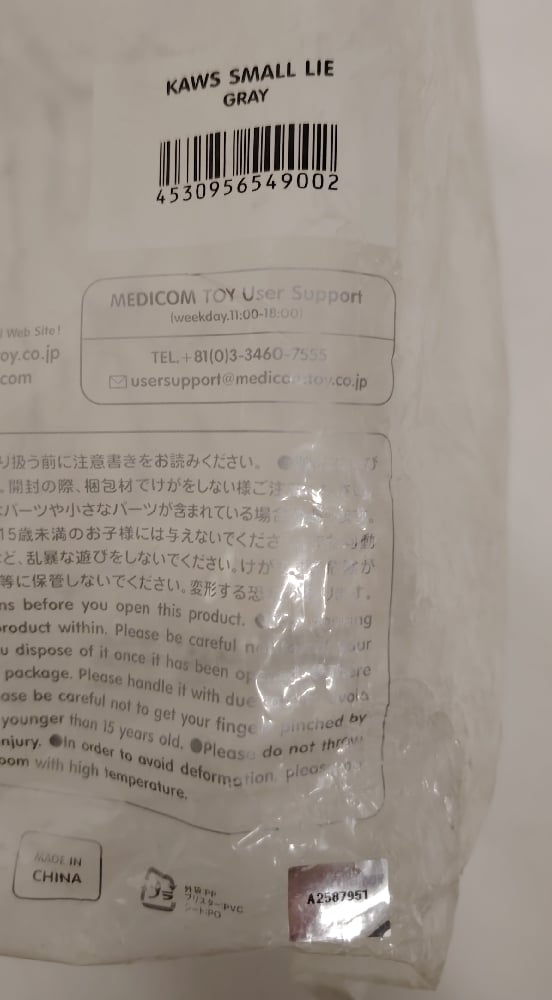 KAWS SMALL LIE
GRAY
4530956549002
MEDICOM TOY User Support
(weekday.11:00-18:00)
Web Site!
oy.co.jp
TEL.+81(0)3-3460-7555
com
usersupport@medicomtoy.co.jp
り扱う前に注意書きをお読みください。
。開封の際、梱包材でけがをしない様ご注
パーツや小さなパーツが含まれている場合
15歳未満のお子様には与えないでくださ
ど、乱暴な遊びをしないでください。けが
等に保管しないでください。変形する恐
ns before you open this product.
roduct within. Please be careful
u dispose of it once it has been
package. Please handle it with due
ase be careful not to get your finge pinched by
younger than 15 years old. ●Please do not throw
njury. ●In order to avoid deformation,
oom with high temperature.
MADE IN
CHINA
外袋:PP
ブリスター:PVC
シート:PO
A2587951